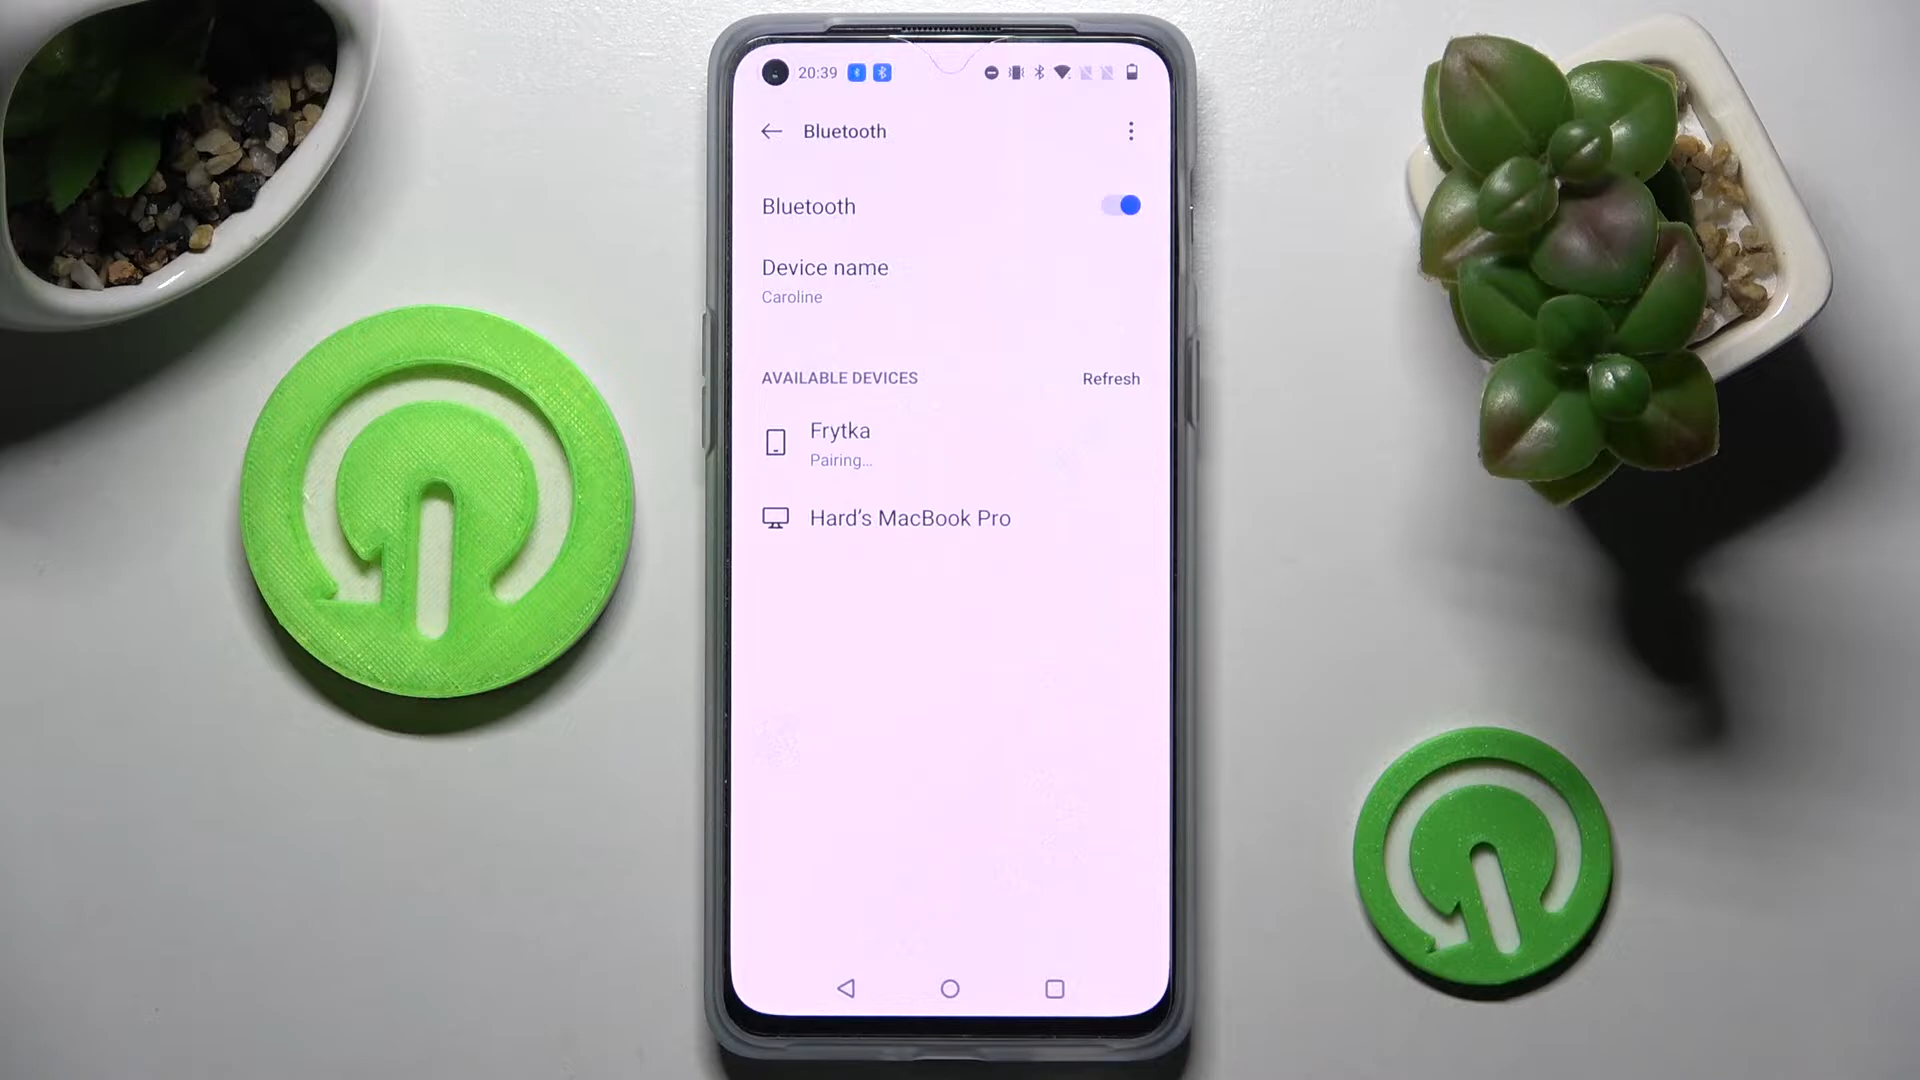 20:39
Bluetooth
Bluetooth
Device name
Caroline
AVAILABLE DEVICES Refresh
Frytka
Pairing...
Hard's MacBook Pro